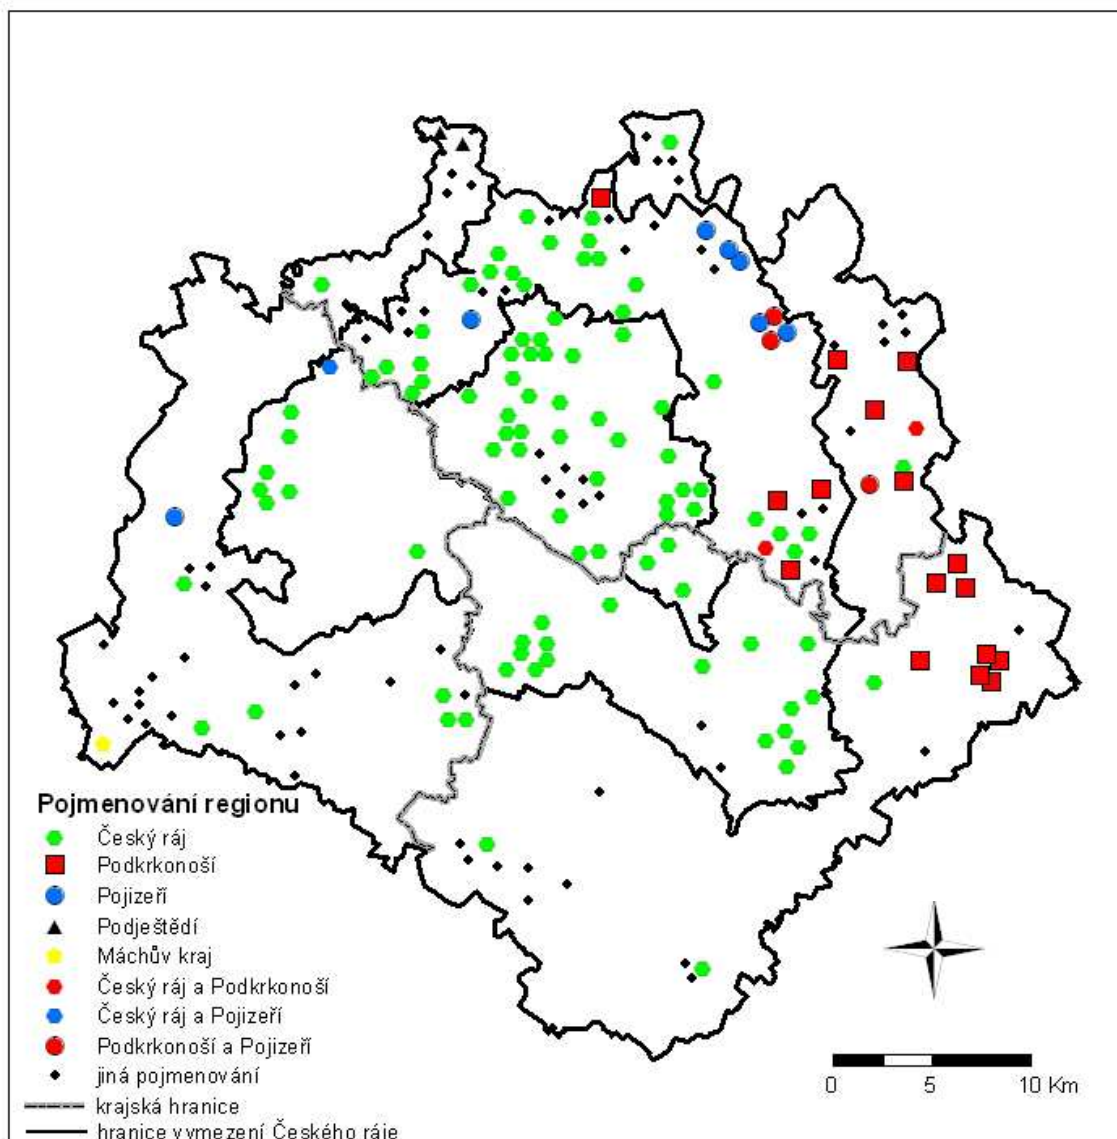 Pojmenování regionu
Český ráj
Podkrkonoší
Pojizeří
Podještědí
Máchův kraj
Český ráj a Podkrkonoší
Český ráj a Pojizeří
Podkrkonoší a Pojizeří
jiná pojmenování
krajská hranice
hranice vymezení Českého ráje
0 5 10 Km